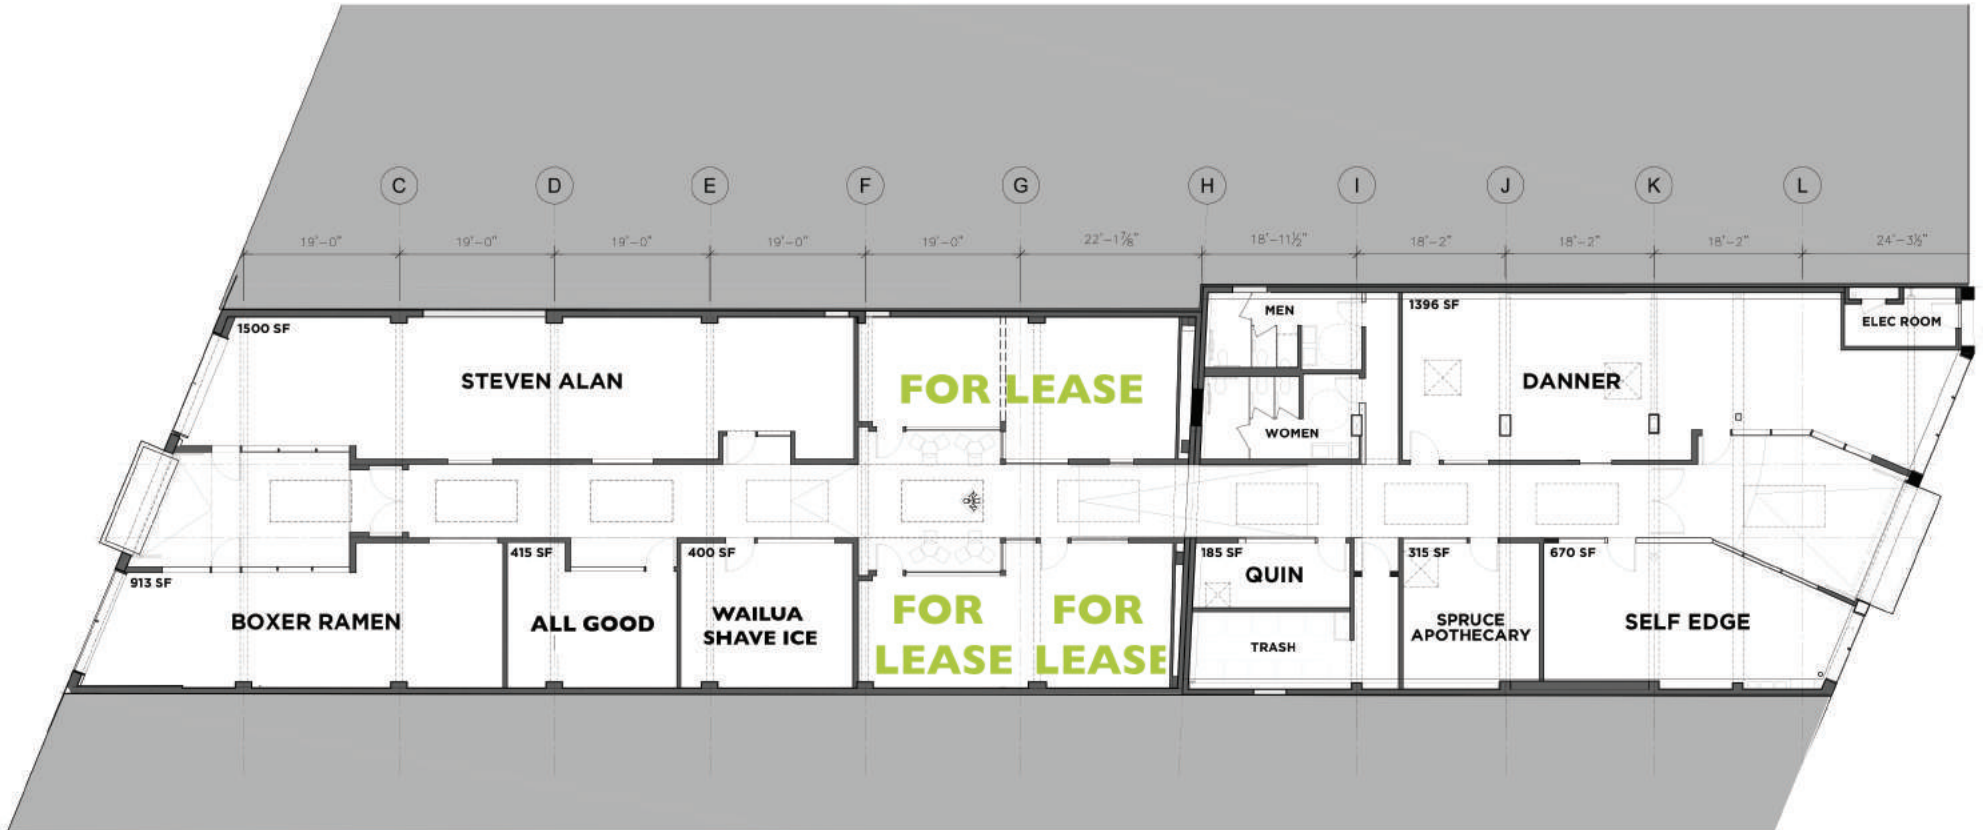 C D E F G H I J K L
19'-0" 19'-0" 19'-0" 19'-0" 19'-0" 22'-1⅞" 18'-11½" 18'-2" 18'-2" 18'-2" 24'-3½"
1500 SF
STEVEN ALAN
FOR LEASE
MEN
WOMEN
1396 SF
DANNER
ELEC ROOM
913 SF
BOXER RAMEN
415 SF
ALL GOOD
400 SF
WAILUA
SHAVE ICE
FOR
LEASE
FOR
LEASE
185 SF
QUIN
TRASH
315 SF
SPRUCE
APOTHECARY
670 SF
SELF EDGE